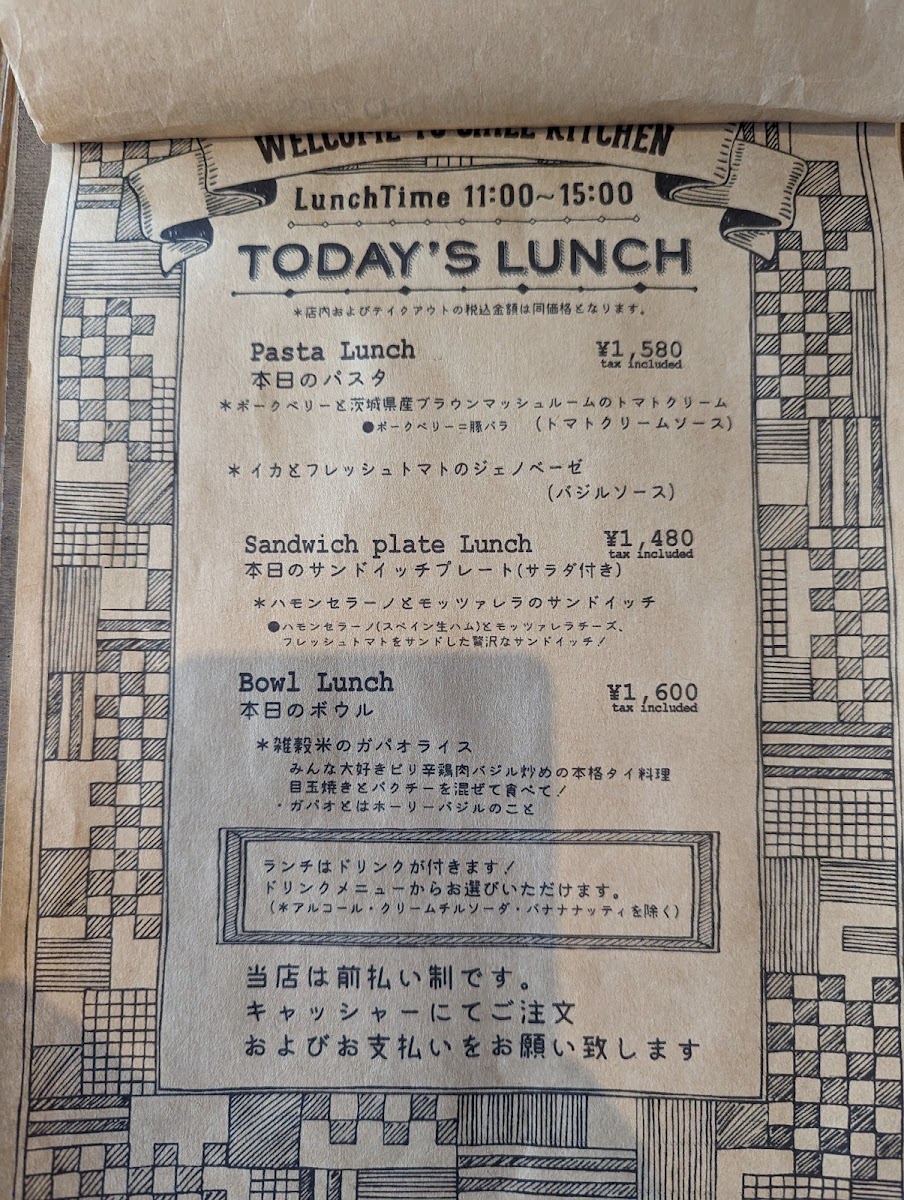 WELCOME TO CHILL KITCHEN
LunchTime 11:00~15:00
TODAY'S LUNCH
*店内およびテイクアウトの税込金額は同価格となります。
Pasta Lunch ¥1,580
tax included
本日のパスタ
*ポークベリーと茨城県産ブラウンマッシュルームのトマトクリーム
●ポークベリー=豚バラ (トマトクリームソース)
*イカとフレッシュトマトのジェノベーゼ
(バジルソース)
Sandwich plate Lunch ¥1,480
tax included
本日のサンドイッチプレート(サラダ付き)
*ハモンセラーノとモッツァレラのサンドイッチ
●ハモンセラーノ(スペイン生ハム)とモッツァレラチーズ、
フレッシュトマトをサンドした贅沢なサンドイッチ!
Bowl Lunch ¥1,600
tax included
本日のボウル
*雑穀米のガパオライス
みんな大好きピリ辛鶏肉バジル炒めの本格タイ料理
目玉焼きとパクチーを混ぜて食べて!
・ガパオとはホーリーバジルのこと
ランチはドリンクが付きます!
ドリンクメニューからお選びいただけます。
(*アルコール・クリームチルソーダ・バナナナッティを除く)
当店は前払い制です。
キャッシャーにてご注文
およびお支払いをお願い致します